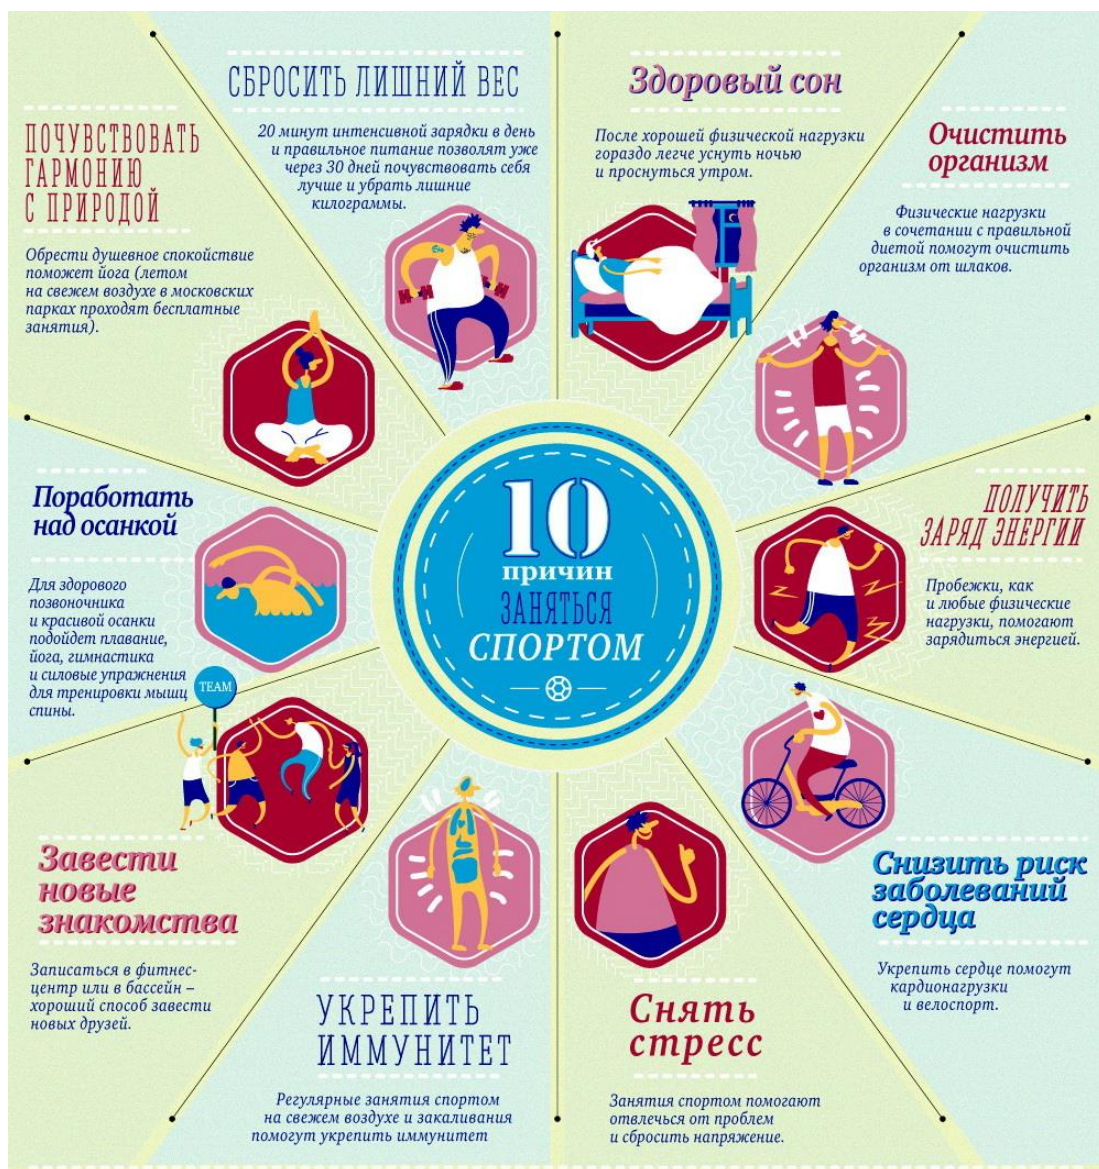 10
причин
ЗАНЯТЬСЯ
СПОРТОМ
СБРОСИТЬ ЛИШНИЙ ВЕС
20 минут интенсивной зарядки в день
и правильное питание позволят уже
через 30 дней почувствовать себя
лучше и убрать лишние
килограммы.
Здоровый сон
После хорошей физической нагрузки
гораздо легче уснуть ночью
и проснуться утром.
Очистить
организм
Физические нагрузки
в сочетании с правильной
диетой помогут очистить
организм от шлаков.
ПОЛУЧИТЬ
ЗАРЯД ЭНЕРГИИ
Пробежки, как
и любые физические
нагрузки, помогают
зарядиться энергией.
Снизить риск
заболеваний
сердца
Укрепить сердце помогут
кардионагрузки
и велоспорт.
Снять
стресс
Занятия спортом помогают
отвлечься от проблем
и сбросить напряжение.
УКРЕПИТЬ
ИММУНИТЕТ
Регулярные занятия спортом
на свежем воздухе и закаливания
помогут укрепить иммунитет
Завести
новые
знакомства
Записаться в фитнес-
центр или в бассейн –
хороший способ завести
новых друзей.
TEAM
Поработать
над осанкой
Для здорового
позвоночника
и красивой осанки
подойдет плавание,
йога, гимнастика
и силовые упражнения
для тренировки мышц
спины.
ПОЧУВСТВОВАТЬ
ГАРМОНИЮ
С ПРИРОДОЙ
Обрести душевное спокойствие
поможет йога (летом
на свежем воздухе в московских
парках проходят бесплатные
занятия).